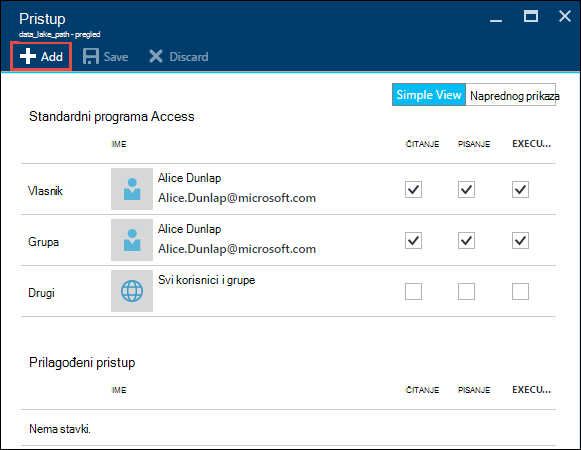 Pristup
data_lake_path - pregled
Add Save Discard
Simple View Naprednog prikaza
Standardni programa Access
IME ČITANJE PISANJE EXECU...
Vlasnik Alice Dunlap
Alice.Dunlap@microsoft.com
Grupa Alice Dunlap
Alice.Dunlap@microsoft.com
Drugi Svi korisnici i grupe
Prilagođeni pristup
IME ČITANJE PISANJE EXECU...
Nema stavki.